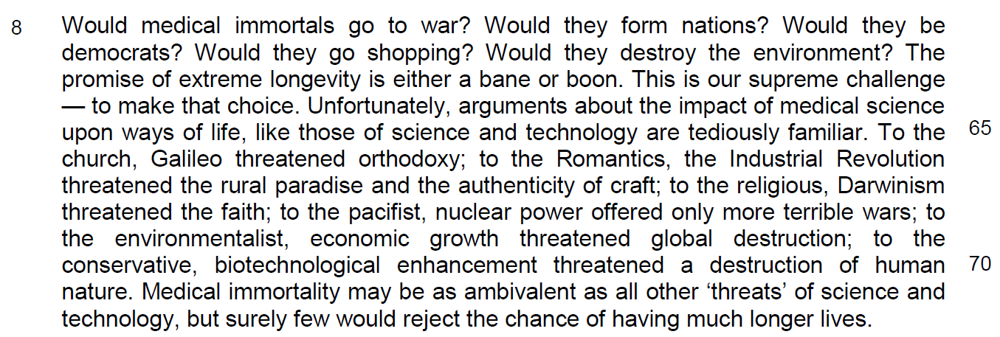 8 Would medical immortals go to war? Would they form nations? Would they be
democrats? Would they go shopping? Would they destroy the environment? The
promise of extreme longevity is either a bane or boon. This is our supreme challenge
— to make that choice. Unfortunately, arguments about the impact of medical science
upon ways of life, like those of science and technology are tediously familiar. To the 65
church, Galileo threatened orthodoxy; to the Romantics, the Industrial Revolution
threatened the rural paradise and the authenticity of craft; to the religious, Darwinism
threatened the faith; to the pacifist, nuclear power offered only more terrible wars; to
the environmentalist, economic growth threatened global destruction; to the
conservative, biotechnological enhancement threatened a destruction of human 70
nature. Medical immortality may be as ambivalent as all other ‘threats’ of science and
technology, but surely few would reject the chance of having much longer lives.